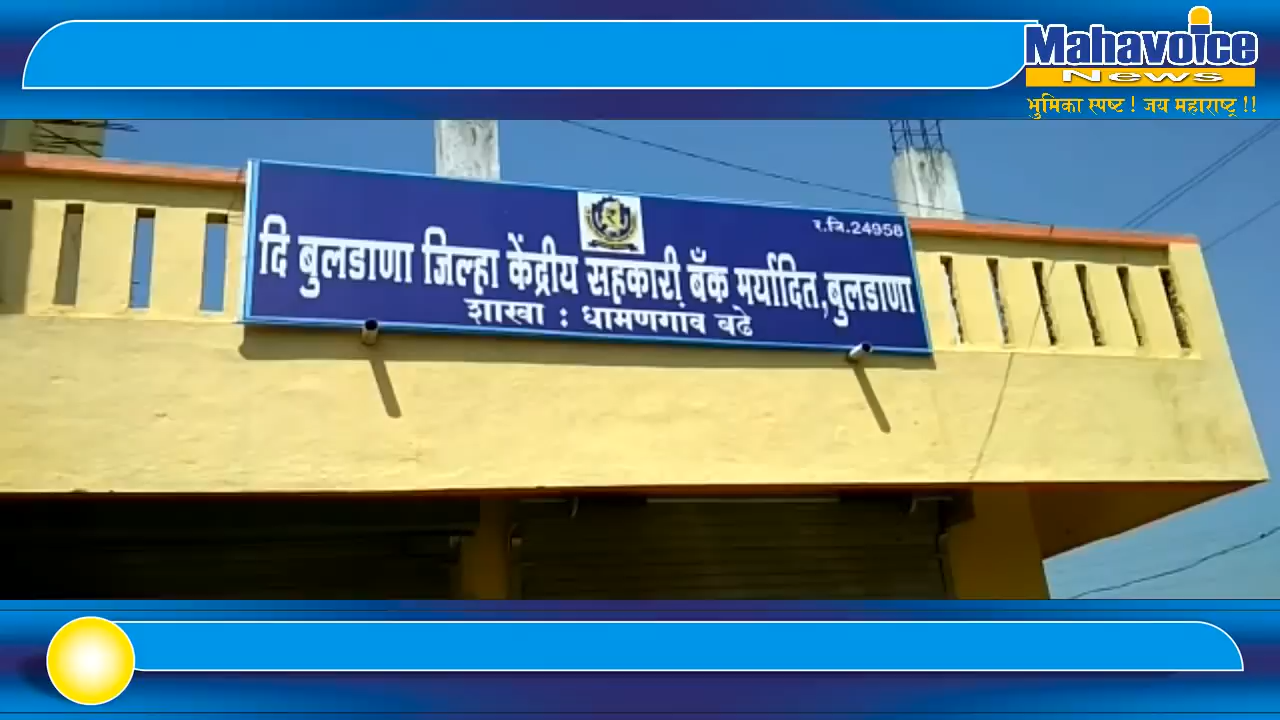 Mahavoice
News
भुमिका स्पष्ट ! जय महाराष्ट्र !!
र.जि.24958
दि बुलडाणा जिल्हा केंद्रीय सहकारी बँक मर्यादित,बुलडाणा
शाखा : धामणगांव बढे